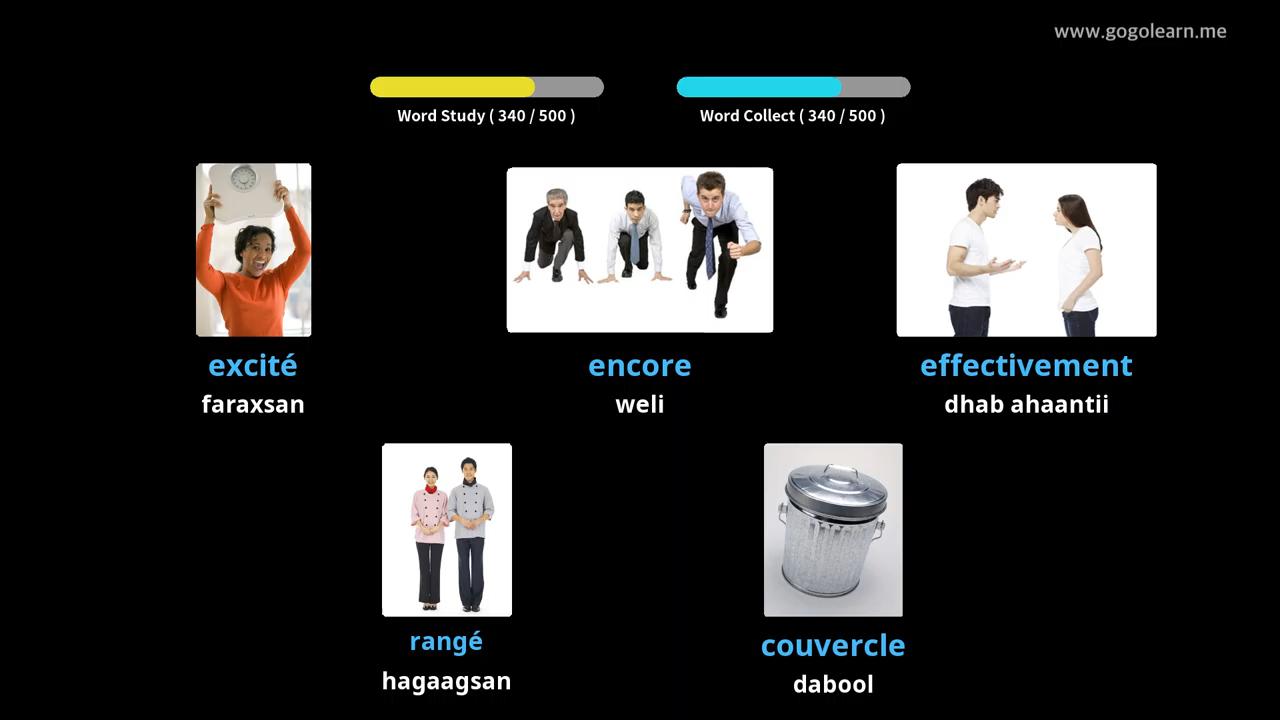 www.gogolearn.me
Word Study ( 340 / 500 )
Word Collect ( 340 / 500 )
excité
faraxsan
encore
weli
effectivement
dhab ahaantii
rangé
hagaagsan
couvercle
dabool